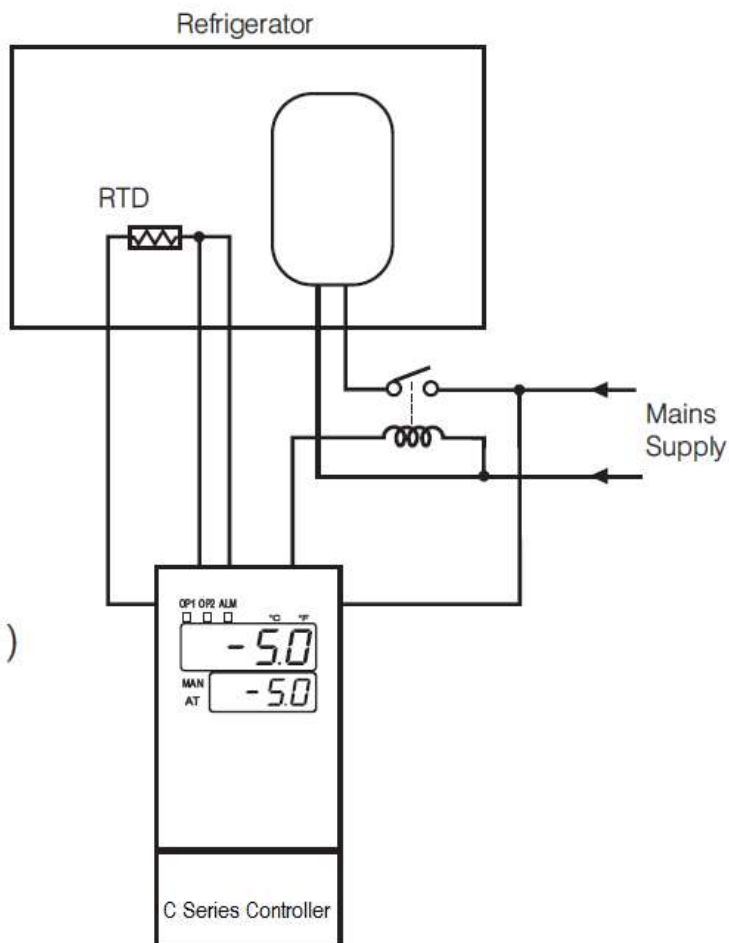 Refrigerator
RTD
Mains
Supply
OP1 OP2 ALM
°C °F
-5.0
MAN
AT
-5.0
)
C Series Controller